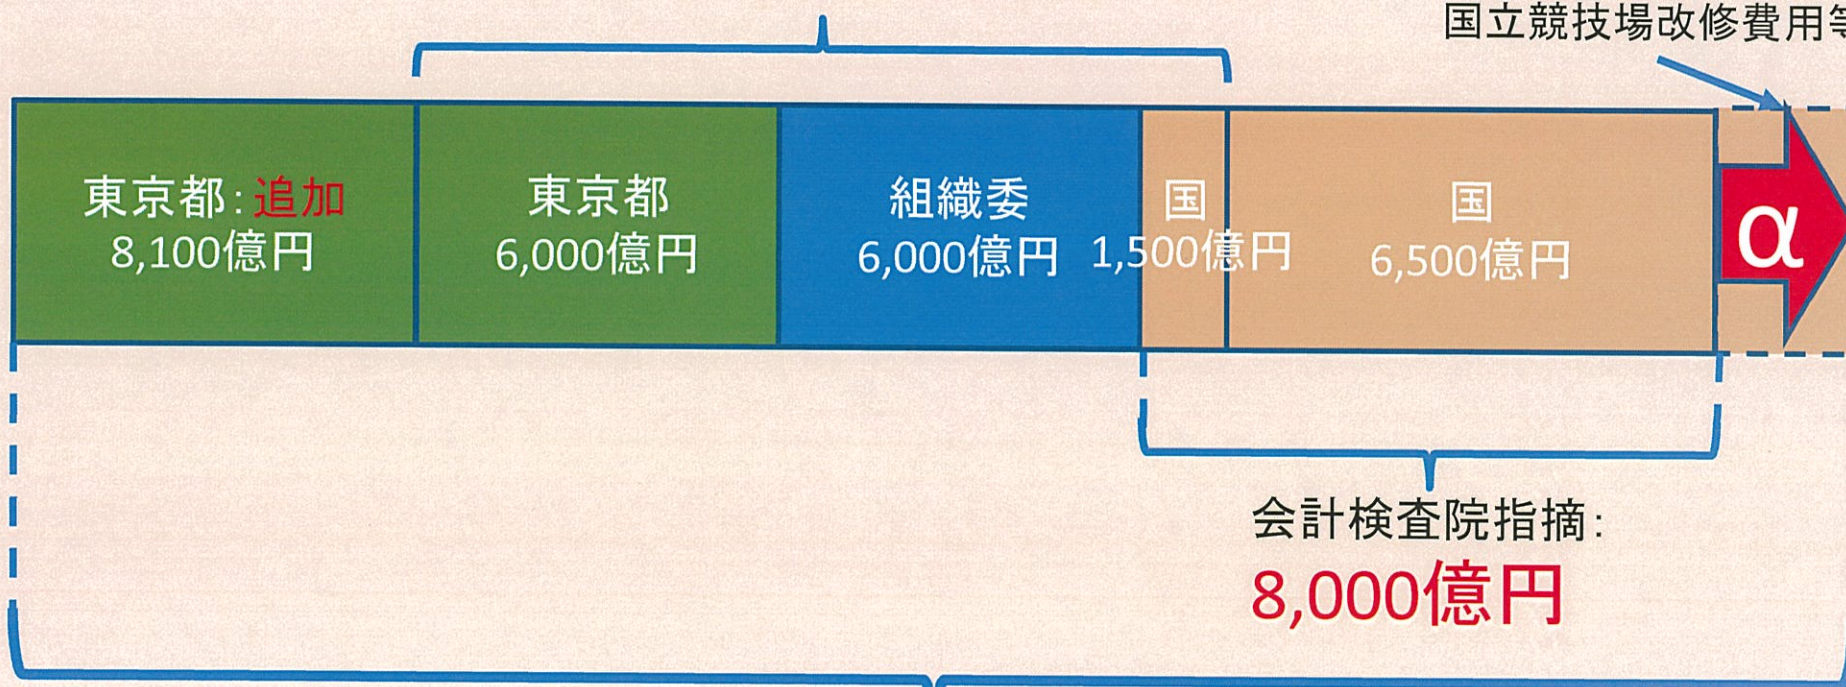 国立競技場改修費用等
東京都：追加
8,100億円
東京都
6,000億円
組織委
6,000億円
国
1,500億円
国
6,500億円
α
会計検査院指摘：
8,000億円